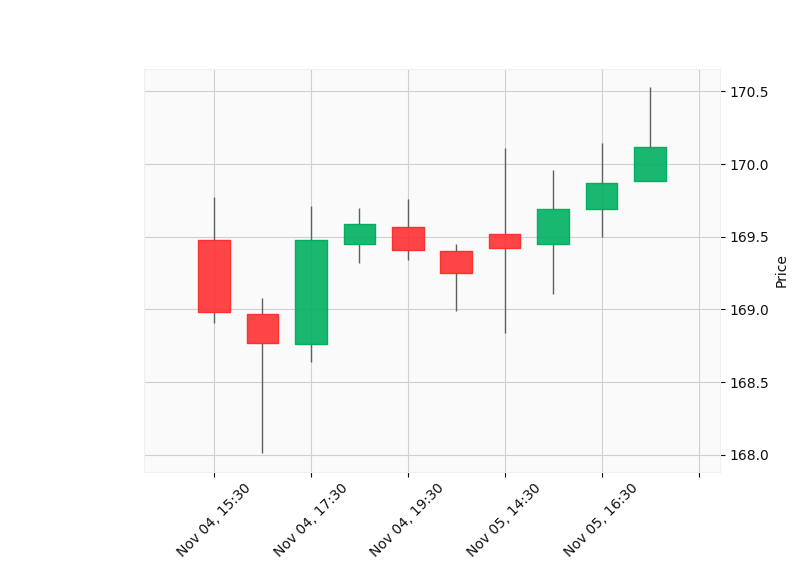 170.5
170.0
169.5
169.0
168.5
168.0
Price
Nov 04, 15:30
Nov 04, 17:30
Nov 04, 19:30
Nov 05, 14:30
Nov 05, 16:30